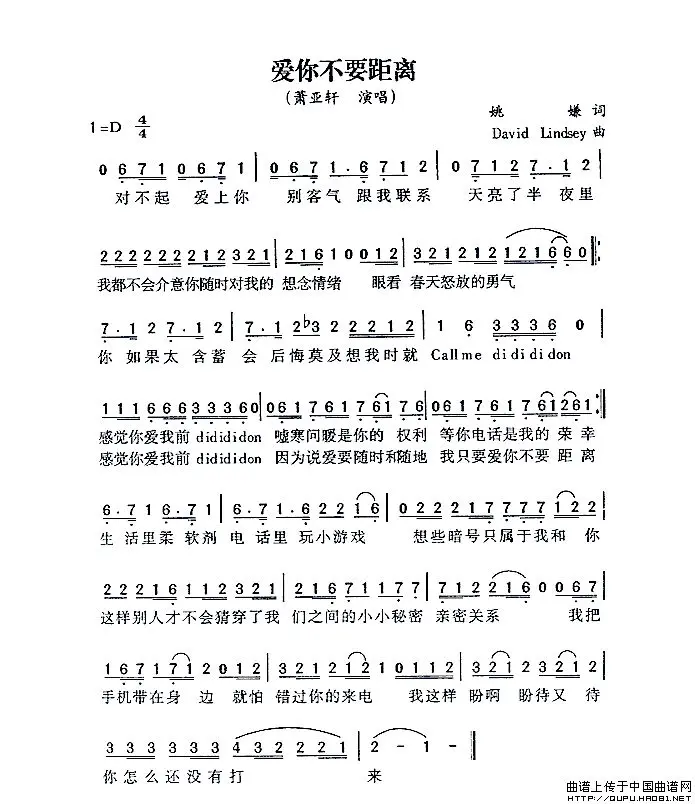 爱你不要距离
(萧亚轩 演唱)
姚 嫌 词
1=D 4/4
David Lindsey 曲
0 6 7 1 0 6 7 1 | 0 6 7 1 . 6 7 1 2 | 0 7 1 2 7 . 1 2 |
对不起 爱上你 别客气 跟我联系 天亮了半 夜里
2 2 2 2 2 2 2 1 2 3 2 1 | 2 1 6 1 0 0 1 2 | 3 2 1 2 1 2 1 2 1 6 6 0 :
我都不会介意你随时对我的 想念情绪 眼看 春天怒放的勇气
7 . 1 2 7 . 1 2 | 7 . 1 2 b3 2 2 1 2 | 1 6 3 3 3 6 0 |
你 如果太 含蓄 会 后悔莫及想我时就 Call me di di di don
1 1 1 6 6 6 3 3 3 6 0 | 0 6 1 7 6 1 7 6 1 7 6 | 0 6 1 7 6 1 7 6 1 2 6 1 :
感觉你爱我前 di di di don 嘘寒问暖是你的 权利 等你电话是我的 荣幸
感觉你爱我前 di di di don 因为说爱要随时和随地 我只要爱你不要 距离
6 . 7 1 6 . 7 1 | 6 . 7 1 . 6 2 2 1 6 | 0 2 2 2 1 7 7 7 7 1 2 |
生 活里柔 软剂 电 话里 玩小游戏 想些暗号只属于我和 你
2 2 2 1 6 1 1 2 3 2 1 | 2 1 6 7 1 1 7 7 | 7 1 2 2 1 6 0 0 6 7 |
这样别人才不会猜穿了我 们之间的小小秘密 亲密关系 我把
1 6 7 1 7 1 2 0 1 2 | 3 2 1 2 1 2 1 0 1 1 2 | 3 2 1 3 2 1 2 |
手机带在身 边 就怕 错过你的来电 我这样 盼啊 盼待又 待
3 3 3 3 3 2 4 3 2 2 2 1 | 2 - 1 - ‖
你怎么还没有打 来
曲谱上传于中国曲谱网
HTTP://QUPU.HAO81.NET